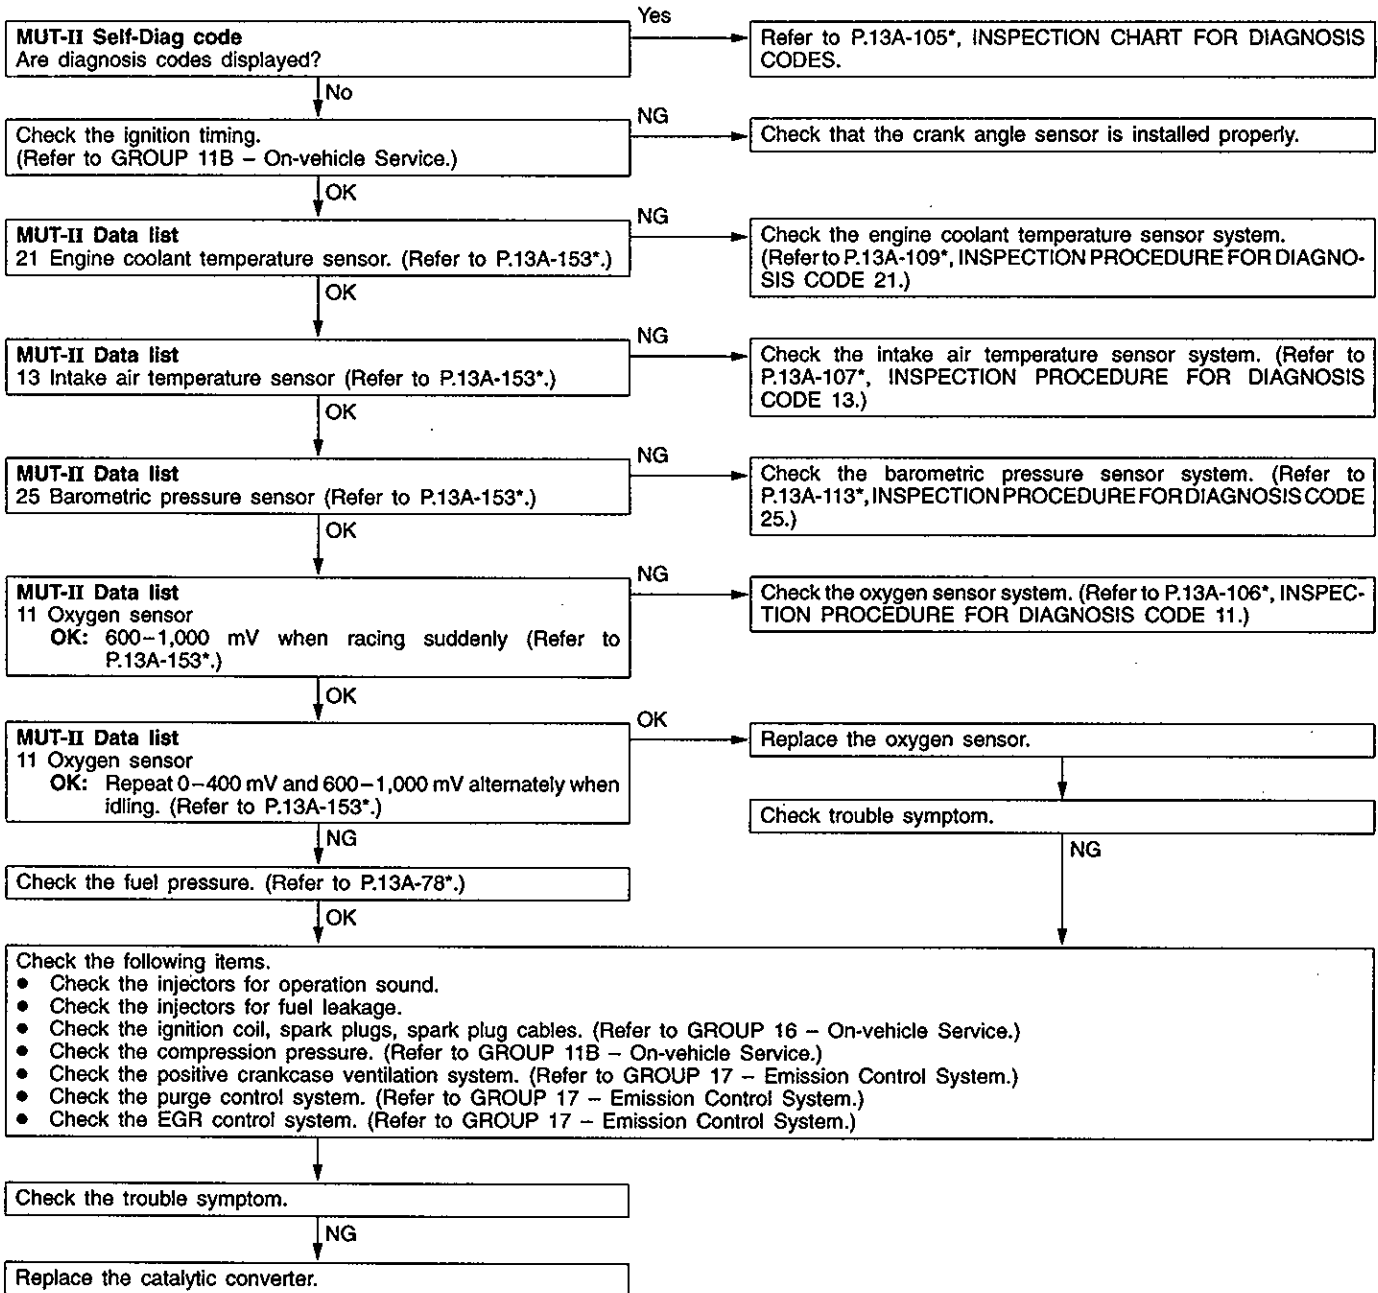 Yes
MUT-II Self-Diag code
Are diagnosis codes displayed?
Refer to P.13A-105*, INSPECTION CHART FOR DIAGNOSIS
CODES.
No
Check the ignition timing.
(Refer to GROUP 11B – On-vehicle Service.)
NG
Check that the crank angle sensor is installed properly.
OK
MUT-II Data list
21 Engine coolant temperature sensor. (Refer to P.13A-153*.)
NG
Check the engine coolant temperature sensor system.
(Refer to P.13A-109*, INSPECTION PROCEDURE FOR DIAGNO-
SIS CODE 21.)
OK
MUT-II Data list
13 Intake air temperature sensor (Refer to P.13A-153*.)
NG
Check the intake air temperature sensor system. (Refer to
P.13A-107*, INSPECTION PROCEDURE FOR DIAGNOSIS
CODE 13.)
OK
MUT-II Data list
25 Barometric pressure sensor (Refer to P.13A-153*.)
NG
Check the barometric pressure sensor system. (Refer to
P.13A-113*, INSPECTION PROCEDURE FOR DIAGNOSIS CODE
25.)
OK
MUT-II Data list
11 Oxygen sensor
OK: 600–1,000 mV when racing suddenly (Refer to
P.13A-153*.)
NG
Check the oxygen sensor system. (Refer to P.13A-106*, INSPEC-
TION PROCEDURE FOR DIAGNOSIS CODE 11.)
OK
MUT-II Data list
11 Oxygen sensor
OK: Repeat 0–400 mV and 600–1,000 mV alternately when
idling. (Refer to P.13A-153*.)
OK
Replace the oxygen sensor.
Check trouble symptom.
NG
NG
Check the fuel pressure. (Refer to P.13A-78*.)
OK
Check the following items.
● Check the injectors for operation sound.
● Check the injectors for fuel leakage.
● Check the ignition coil, spark plugs, spark plug cables. (Refer to GROUP 16 – On-vehicle Service.)
● Check the compression pressure. (Refer to GROUP 11B – On-vehicle Service.)
● Check the positive crankcase ventilation system. (Refer to GROUP 17 – Emission Control System.)
● Check the purge control system. (Refer to GROUP 17 – Emission Control System.)
● Check the EGR control system. (Refer to GROUP 17 – Emission Control System.)
Check the trouble symptom.
NG
Replace the catalytic converter.